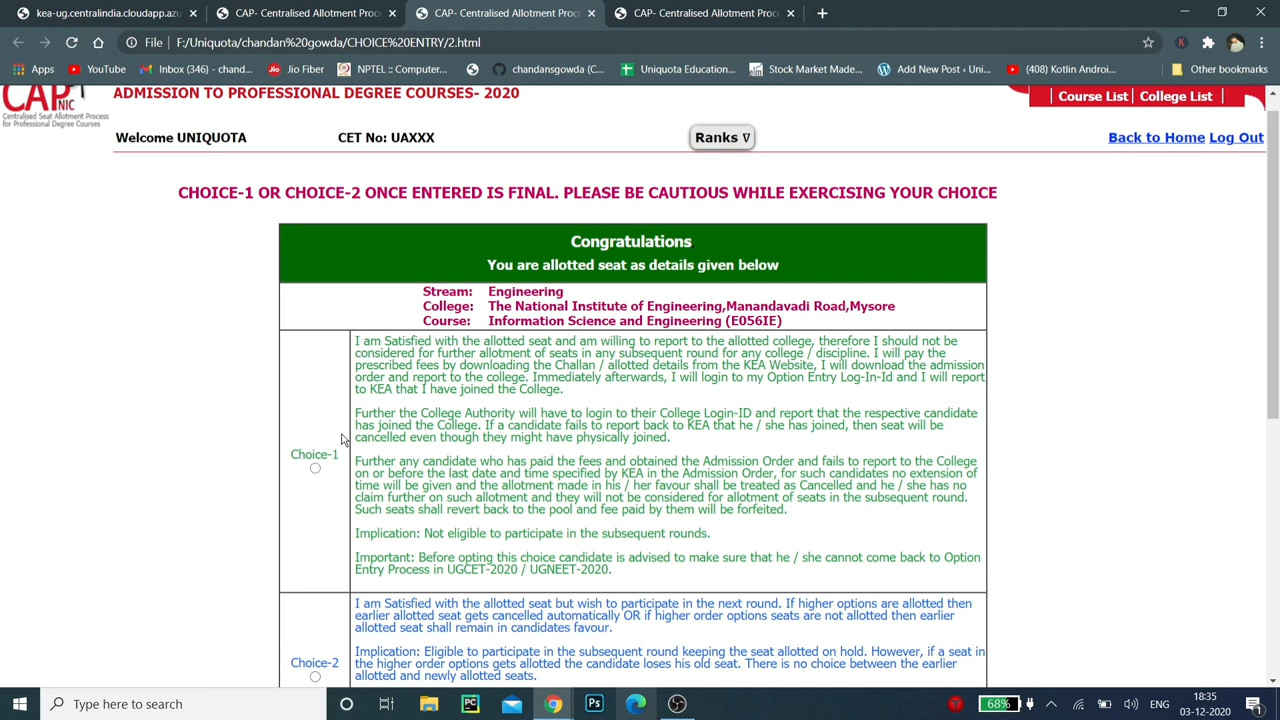 kea-ug.centralindia.cloudapp.az
CAP- Centralised Allotment Proc
CAP- Centralised Allotment Proc
CAP- Centralised Allotment Proc
File
F:/Uniquota/chandan%20gowda/CHOICE%20ENTRY/2.html
Apps
YouTube
Inbox (346) - chand...
Jio
Jio Fiber
NPTEL :: Computer...
chandansgowda (C...
Uniquota Education...
Stock Market Made...
Add New Post ‹ Uni...
(408) Kotlin Androi...
Other bookmarks
CAP NIC
Centralised Seat Allotment Process
for Professional Degree Courses
ADMISSION TO PROFESSIONAL DEGREE COURSES- 2020
Course List
College List
Welcome UNIQUOTA
CET No: UAXXX
Ranks ∇
Back to Home
Log Out
CHOICE-1 OR CHOICE-2 ONCE ENTERED IS FINAL. PLEASE BE CAUTIOUS WHILE EXERCISING YOUR CHOICE
Congratulations
You are allotted seat as details given below
Stream: Engineering
College: The National Institute of Engineering,Manandavadi Road,Mysore
Course: Information Science and Engineering (E056IE)
Choice-1
I am Satisfied with the allotted seat and am willing to report to the allotted college, therefore I should not be
considered for further allotment of seats in any subsequent round for any college / discipline. I will pay the
prescribed fees by downloading the Challan / allotted details from the KEA Website, I will download the admission
order and report to the college. Immediately afterwards, I will login to my Option Entry Log-In-Id and I will report
to KEA that I have joined the College.
Further the College Authority will have to login to their College Login-ID and report that the respective candidate
has joined the College. If a candidate fails to report back to KEA that he / she has joined, then seat will be
cancelled even though they might have physically joined.
Further any candidate who has paid the fees and obtained the Admission Order and fails to report to the College
on or before the last date and time specified by KEA in the Admission Order, for such candidates no extension of
time will be given and the allotment made in his / her favour shall be treated as Cancelled and he / she has no
claim further on such allotment and they will not be considered for allotment of seats in the subsequent round.
Such seats shall revert back to the pool and fee paid by them will be forfeited.
Implication: Not eligible to participate in the subsequent rounds.
Important: Before opting this choice candidate is advised to make sure that he / she cannot come back to Option
Entry Process in UGCET-2020 / UGNEET-2020.
Choice-2
I am Satisfied with the allotted seat but wish to participate in the next round. If higher options are allotted then
earlier allotted seat gets cancelled automatically OR if higher order options seats are not allotted then earlier
allotted seat shall remain in candidates favour.
Implication: Eligible to participate in the subsequent round keeping the seat allotted on hold. However, if a seat in
the higher order options gets allotted the candidate loses his old seat. There is no choice between the earlier
allotted and newly allotted seats.
Type here to search
PC
Ps
68%
ENG
18:35
03-12-2020